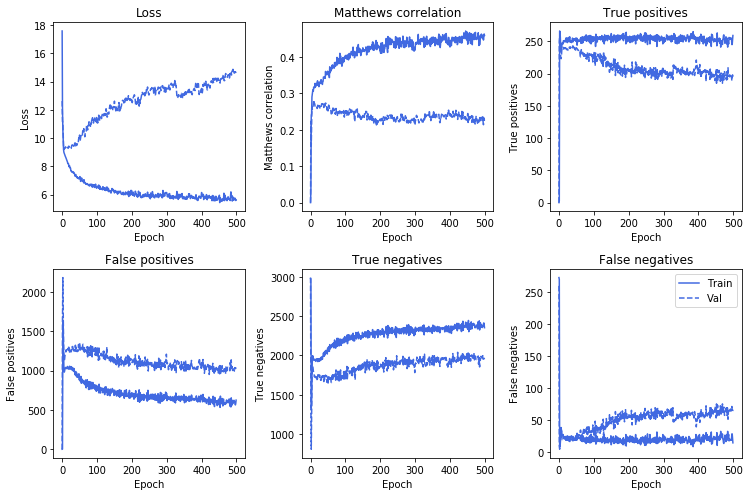 Loss
Loss
18
16
14
12
10
8
6
0 100 200 300 400 500
Epoch
Matthews correlation
Matthews correlation
0.4
0.3
0.2
0.1
0.0
0 100 200 300 400 500
Epoch
True positives
True positives
250
200
150
100
50
0
0 100 200 300 400 500
Epoch
False positives
False positives
2000
1500
1000
500
0
0 100 200 300 400 500
Epoch
True negatives
True negatives
3000
2500
2000
1500
1000
0 100 200 300 400 500
Epoch
False negatives
False negatives
250
200
150
100
50
0
0 100 200 300 400 500
Epoch
Train
Val